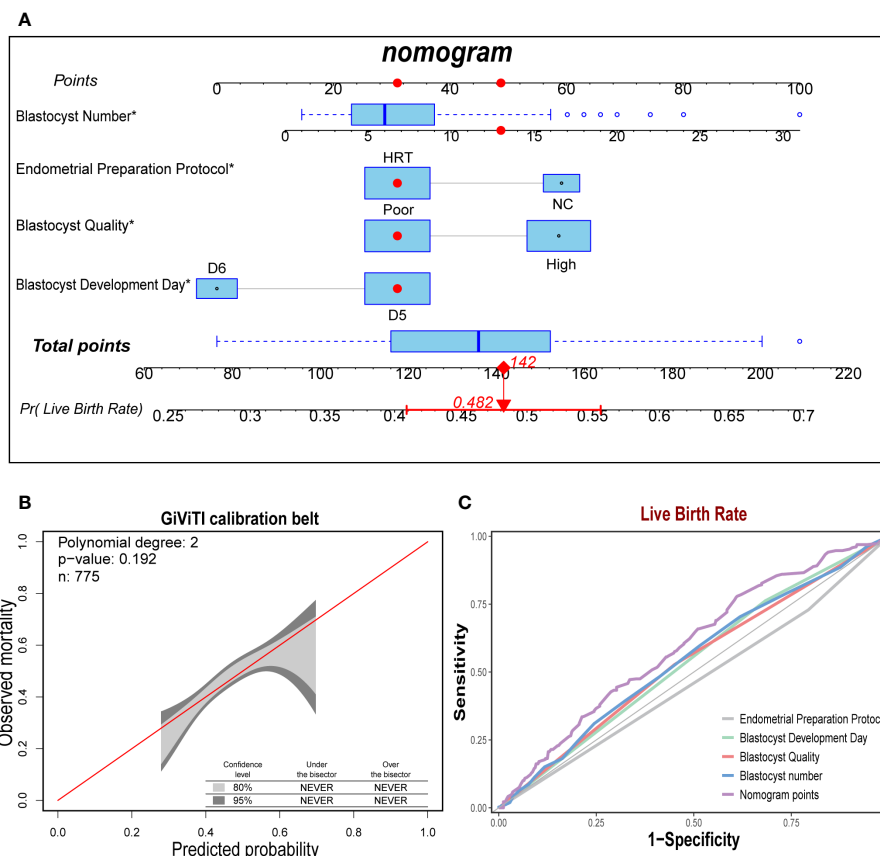 A
nomogram
Points
0 20 40 60 80 100
Blastocyst Number*
0 5 10 15 20 25 30
Endometrial Preparation Protocol*
HRT
NC
Blastocyst Quality*
Poor
High
Blastocyst Development Day*
D6
D5
Total points
142
60 80 100 120 140 160 180 200 220
Pr( Live Birth Rate)
0.482
0.25 0.3 0.35 0.4 0.45 0.5 0.55 0.6 0.65 0.7
B
GiViTI calibration belt
Polynomial degree: 2
p-value: 0.192
n: 775
Observed mortality
1.0
0.8
0.6
0.4
0.2
0.0
Confidence level Under the bisector Over the bisector
80% NEVER NEVER
95% NEVER NEVER
0.0 0.2 0.4 0.6 0.8 1.0
Predicted probability
C
Live Birth Rate
Sensitivity
1.00
0.75
0.50
0.25
0.00
Endometrial Preparation Protoc
Blastocyst Development Day
Blastocyst Quality
Blastocyst number
Nomogram points
0.00 0.25 0.50 0.75
1-Specificity